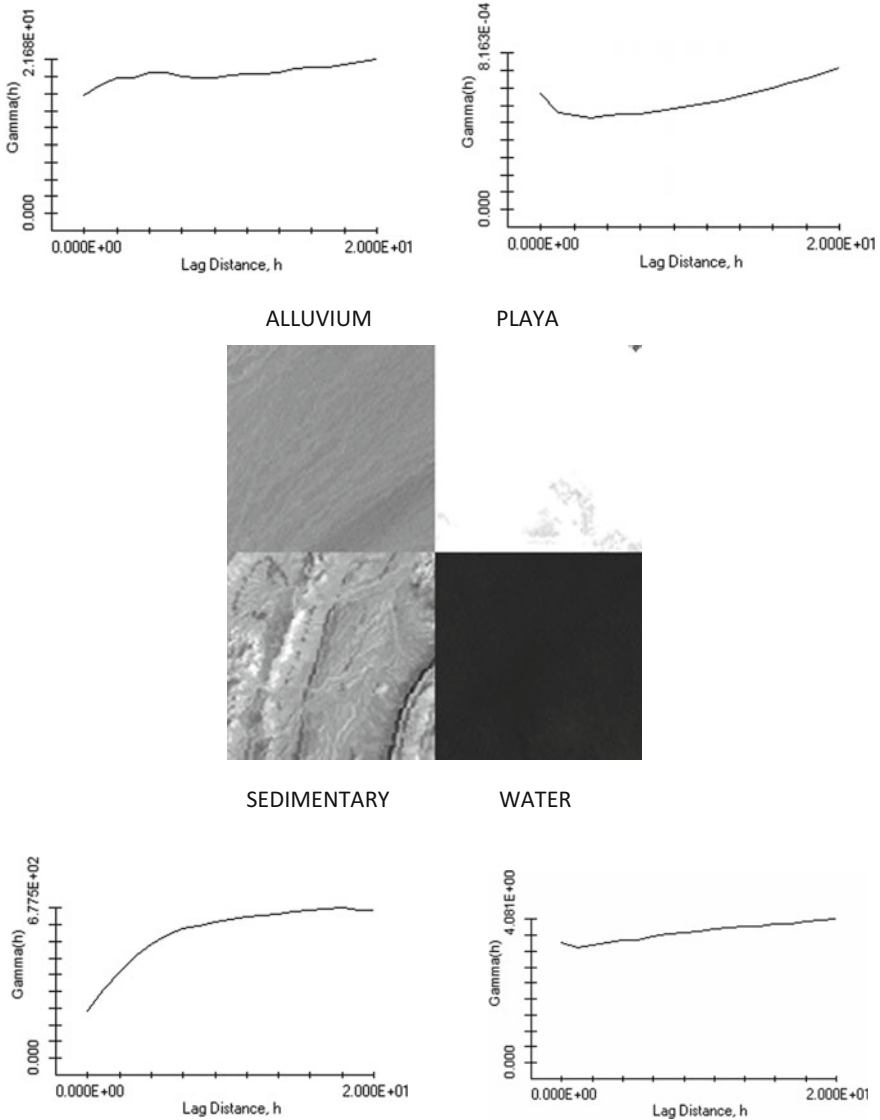 2.168E+01
Gamma(h)
0.000
0.000E+00 2.000E+01
Lag Distance, h
8.163E-04
Gamma(h)
0.000
0.000E+00 2.000E+01
Lag Distance, h
ALLUVIUM PLAYA
SEDIMENTARY WATER
6.775E+02
Gamma(h)
0.000
0.000E+00 2.000E+01
Lag Distance, h
4.081E+00
Gamma(h)
0.000
0.000E+00 2.000E+01
Lag Distance, h